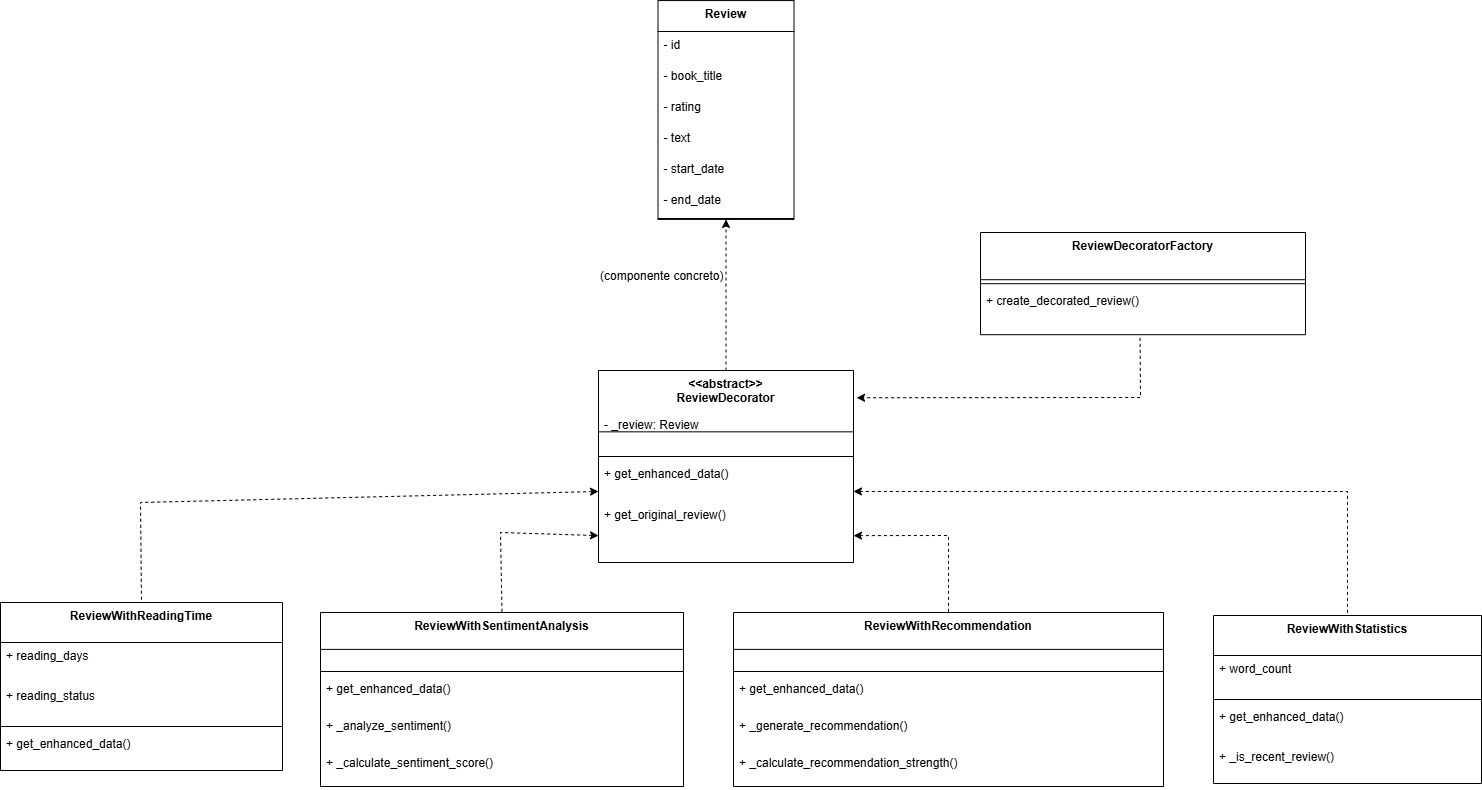 Review
- id
- book_title
- rating
- text
- start_date
- end_date
(componente concreto)
ReviewDecoratorFactory
+ create_decorated_review()
<<abstract>>
ReviewDecorator
- _review: Review
+ get_enhanced_data()
+ get_original_review()
ReviewWithReadingTime
+ reading_days
+ reading_status
+ get_enhanced_data()
ReviewWithSentimentAnalysis
+ get_enhanced_data()
+ _analyze_sentiment()
+ _calculate_sentiment_score()
ReviewWithRecommendation
+ get_enhanced_data()
+ _generate_recommendation()
+ _calculate_recommendation_strength()
ReviewWithStatistics
+ word_count
+ get_enhanced_data()
+ _is_recent_review()